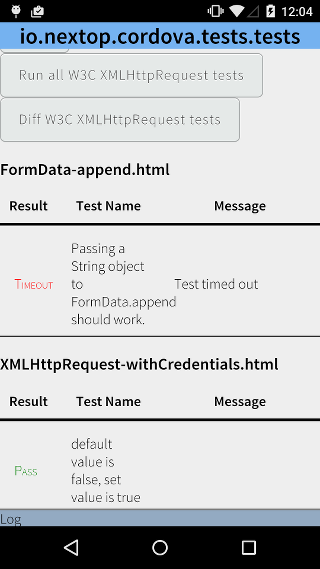 12:04
io.nextop.cordova.tests.tests
Run all W3C XMLHttpRequest tests
Diff W3C XMLHttpRequest tests
FormData-append.html
Result Test Name Message
Timeout
Passing a
String object
to
FormData.append
should work.
Test timed out
XMLHttpRequest-withCredentials.html
Result Test Name Message
Pass
default
value is
false, set
value is true
Log